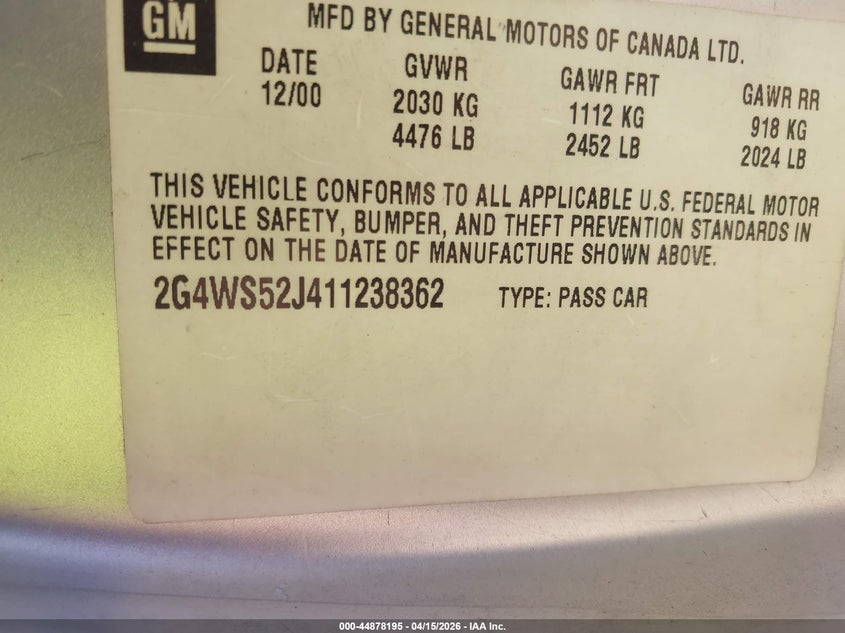 GM
MFD BY GENERAL MOTORS OF CANADA LTD.
DATE GVWR GAWR FRT GAWR RR
12/00 2030 KG 1112 KG 918 KG
4476 LB 2452 LB 2024 LB
THIS VEHICLE CONFORMS TO ALL APPLICABLE U.S. FEDERAL MOTOR
VEHICLE SAFETY, BUMPER, AND THEFT PREVENTION STANDARDS IN
EFFECT ON THE DATE OF MANUFACTURE SHOWN ABOVE.
2G4WS52J411238362 TYPE: PASS CAR
000-44878195 - 04/15/2026 - IAA Inc.